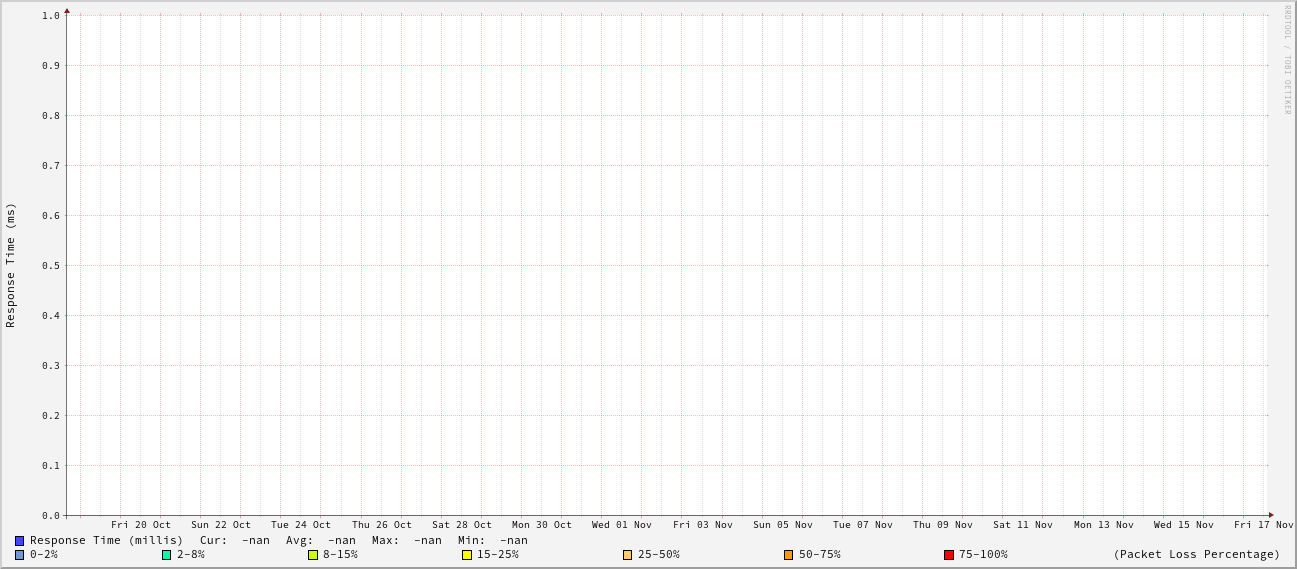 1.0
0.9
0.8
0.7
0.6
0.5
0.4
0.3
0.2
0.1
0.0
Response Time (ms)
RRDTOOL / TOBI OETIKER
Fri 20 Oct Sun 22 Oct Tue 24 Oct Thu 26 Oct Sat 28 Oct Mon 30 Oct Wed 01 Nov Fri 03 Nov Sun 05 Nov Tue 07 Nov Thu 09 Nov Sat 11 Nov Mon 13 Nov Wed 15 Nov Fri 17 Nov
Response Time (millis) Cur: -nan Avg: -nan Max: -nan Min: -nan
0-2% 2-8% 8-15% 15-25% 25-50% 50-75% 75-100% (Packet Loss Percentage)